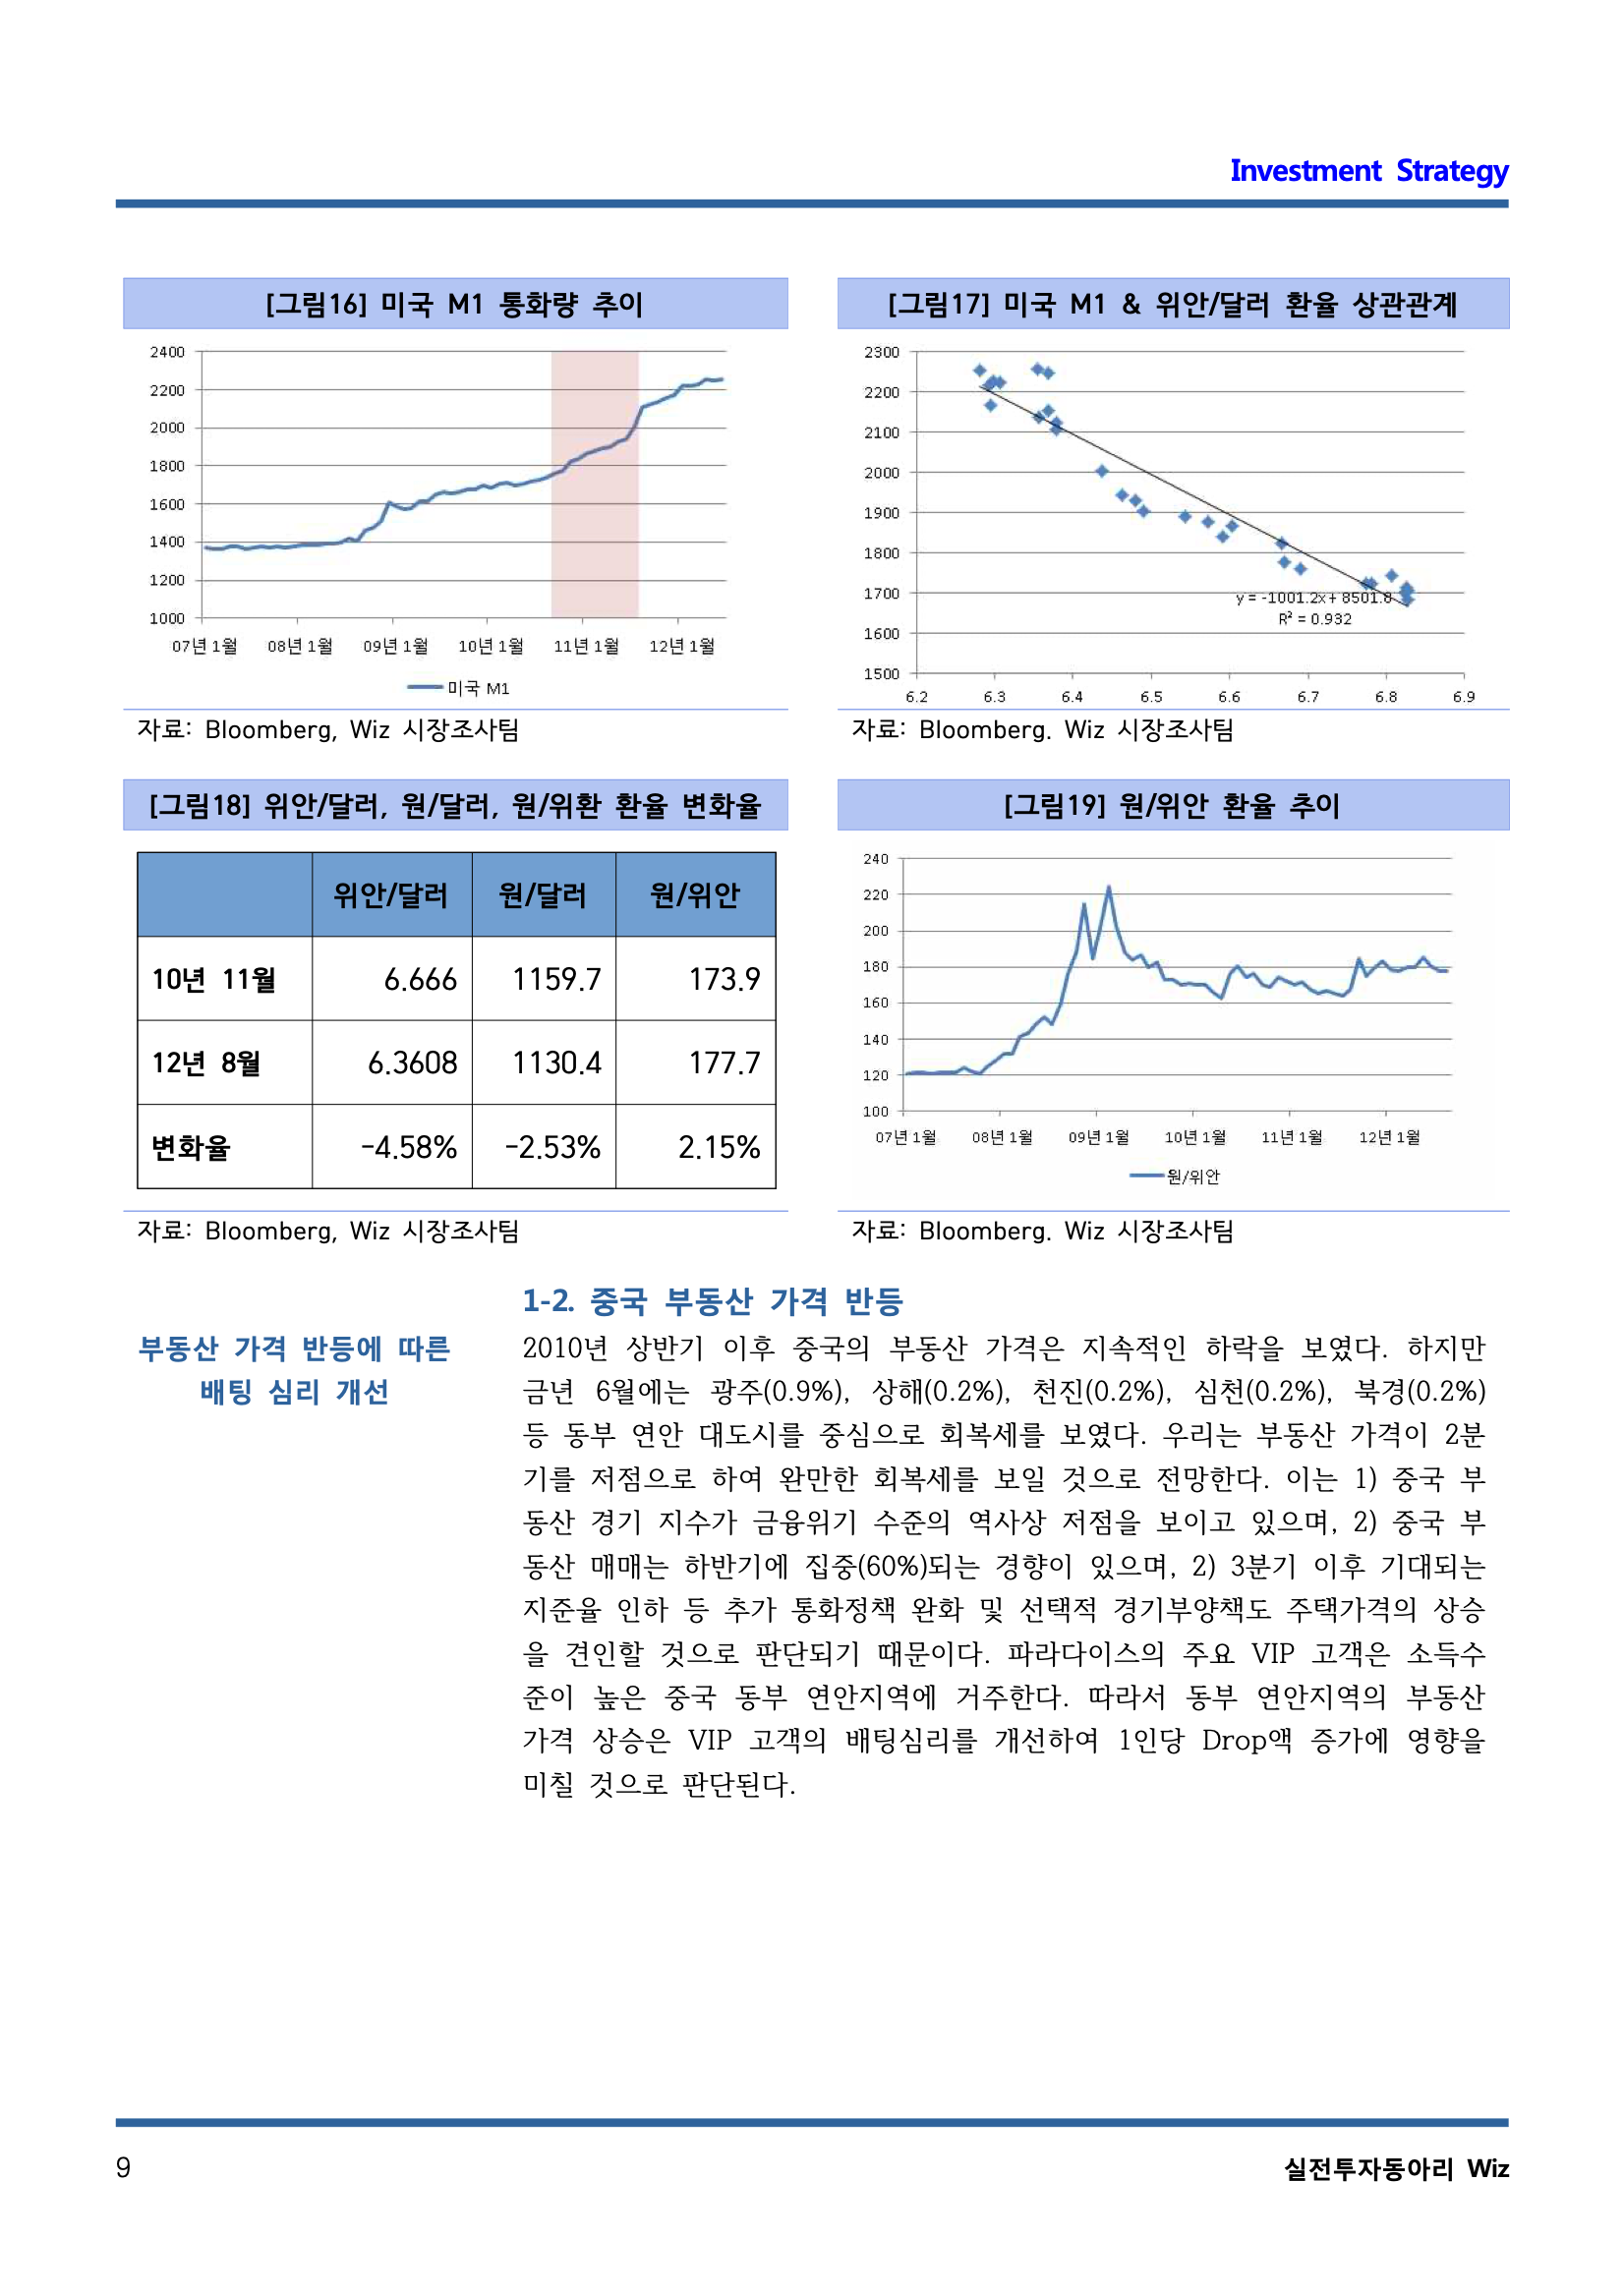 Investment Strategy
[그림16] 미국 M1 통화량 추이
2400
2200
2000
1800
1600
1400
1200
1000
07년 1월 08년 1월 09년 1월 10년 1월 11년 1월 12년 1월
미국 M1
자료: Bloomberg, Wiz 시장조사팀
[그림17] 미국 M1 & 위안/달러 환율 상관관계
2300
2200
2100
2000
1900
1800
1700
1600
1500
y = -1001.2x + 8501.8
R² = 0.932
6.2 6.3 6.4 6.5 6.6 6.7 6.8 6.9
자료: Bloomberg. Wiz 시장조사팀
[그림18] 위안/달러, 원/달러, 원/위환 환율 변화율
위안/달러 원/달러 원/위안
10년 11월 6.666 1159.7 173.9
12년 8월 6.3608 1130.4 177.7
변화율 -4.58% -2.53% 2.15%
자료: Bloomberg, Wiz 시장조사팀
[그림19] 원/위안 환율 추이
240
220
200
180
160
140
120
100
07년 1월 08년 1월 09년 1월 10년 1월 11년 1월 12년 1월
원/위안
자료: Bloomberg. Wiz 시장조사팀
부동산 가격 반등에 따른
배팅 심리 개선
1-2. 중국 부동산 가격 반등
2010년 상반기 이후 중국의 부동산 가격은 지속적인 하락을 보였다. 하지만
금년 6월에는 광주(0.9%), 상해(0.2%), 천진(0.2%), 심천(0.2%), 북경(0.2%)
등 동부 연안 대도시를 중심으로 회복세를 보였다. 우리는 부동산 가격이 2분
기를 저점으로 하여 완만한 회복세를 보일 것으로 전망한다. 이는 1) 중국 부
동산 경기 지수가 금융위기 수준의 역사상 저점을 보이고 있으며, 2) 중국 부
동산 매매는 하반기에 집중(60%)되는 경향이 있으며, 2) 3분기 이후 기대되는
지준율 인하 등 추가 통화정책 완화 및 선택적 경기부양책도 주택가격의 상승
을 견인할 것으로 판단되기 때문이다. 파라다이스의 주요 VIP 고객은 소득수
준이 높은 중국 동부 연안지역에 거주한다. 따라서 동부 연안지역의 부동산
가격 상승은 VIP 고객의 배팅심리를 개선하여 1인당 Drop액 증가에 영향을
미칠 것으로 판단된다.
9
실전투자동아리 Wiz